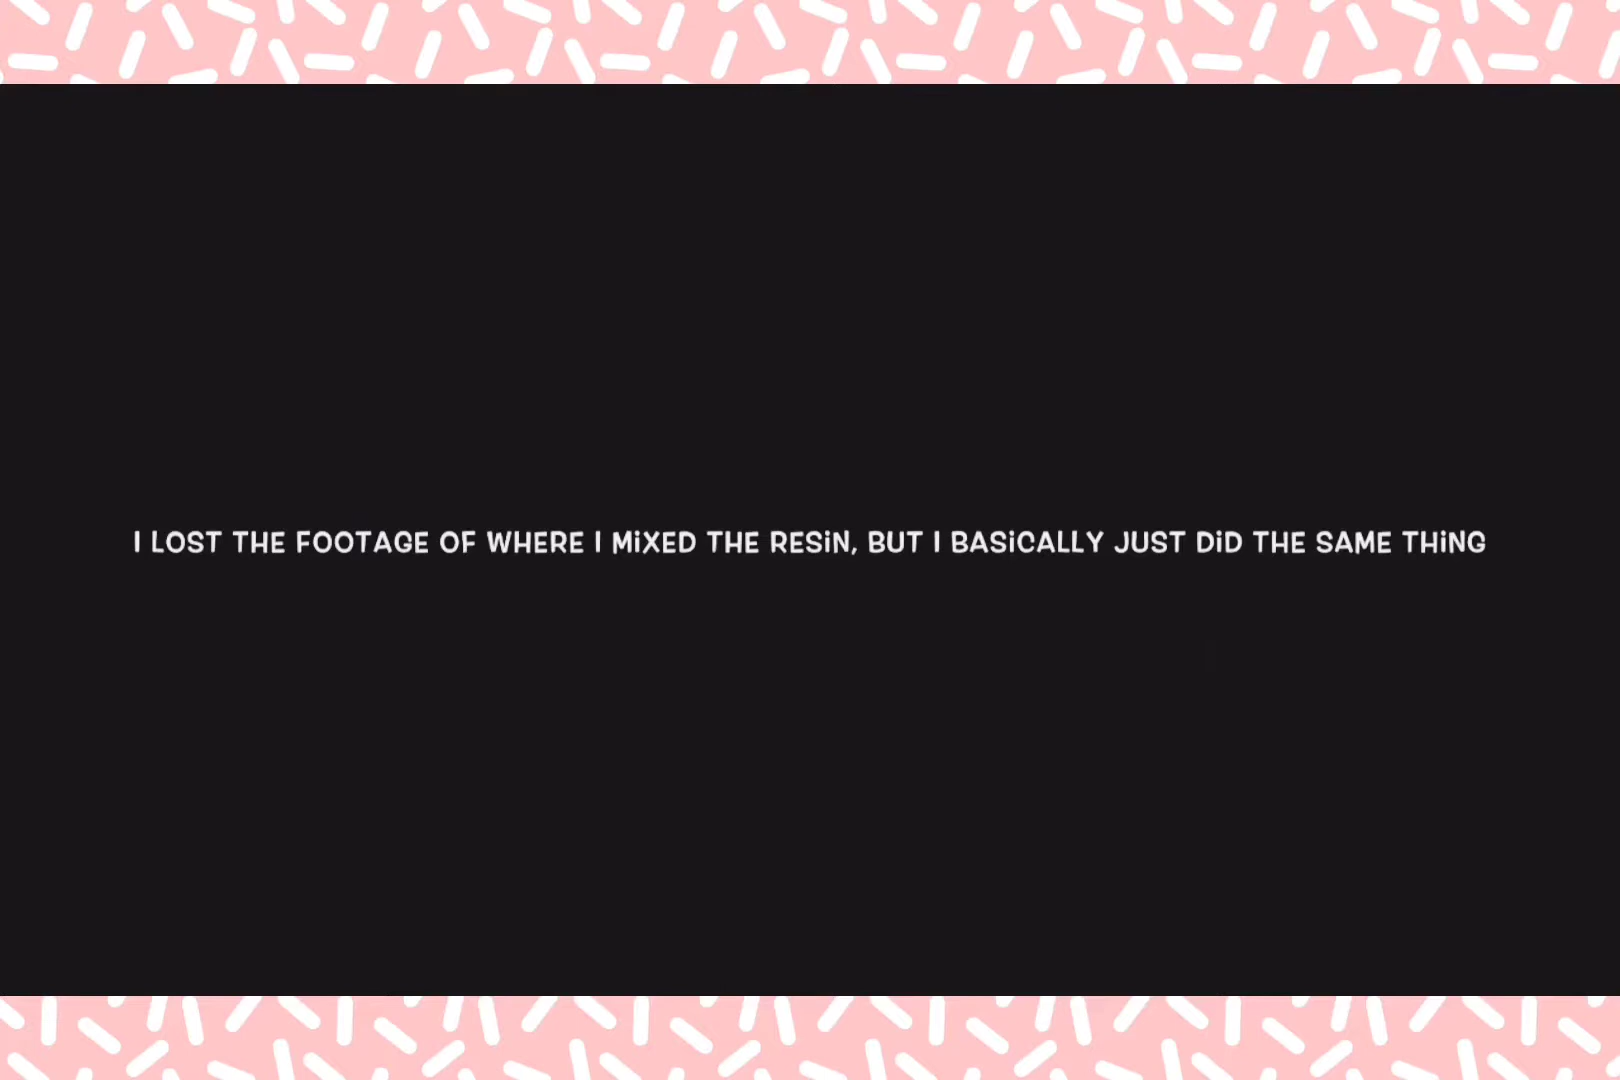 I LOST THE FOOTAGE OF WHERE I MiXED THE RESiN, BUT I BASiCALLY JUST DiD THE SAME THiNG